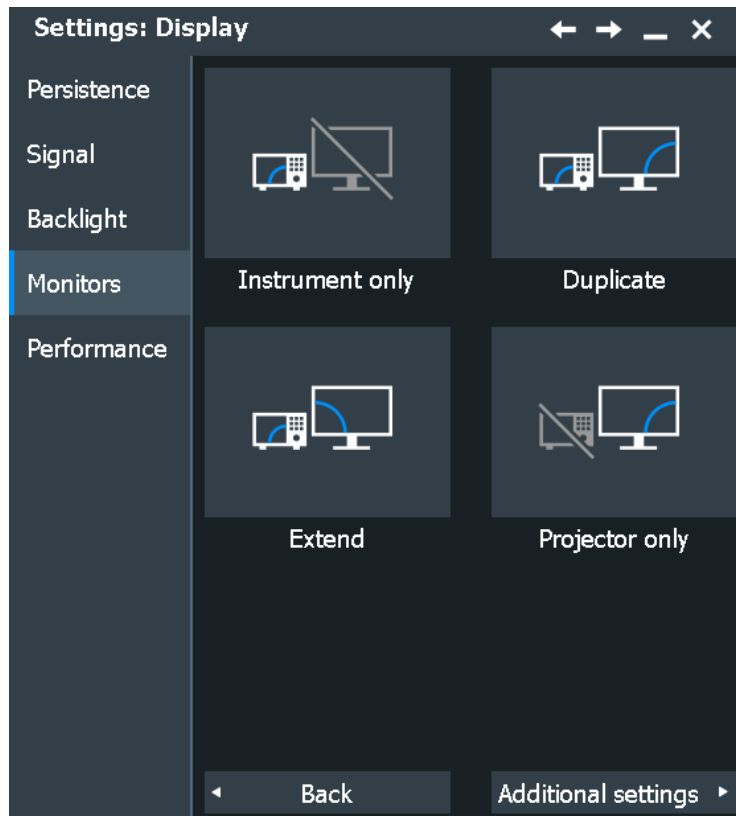 Settings: Display
Persistence
Signal
Backlight
Monitors
Performance
Instrument only
Duplicate
Extend
Projector only
Back
Additional settings